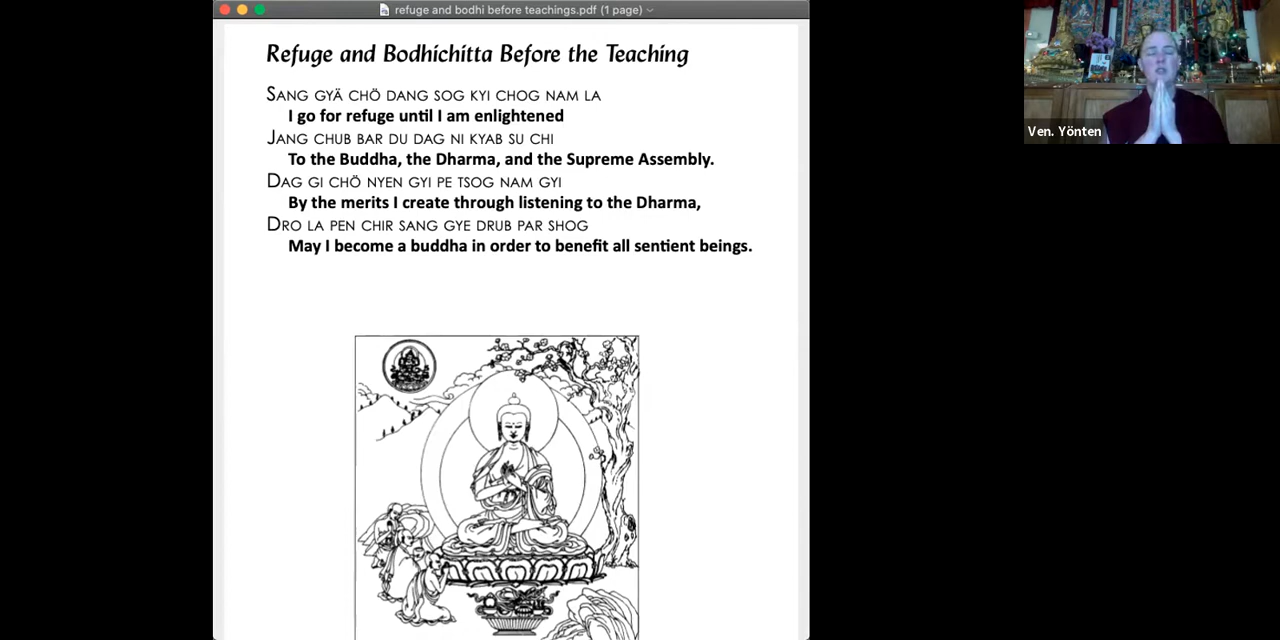 refuge and bodhi before teachings.pdf (1 page)
Refuge and Bodhichitta Before the Teaching
SANG GYÄ CHÖ DANG SOG KYI CHOG NAM LA
I go for refuge until I am enlightened
JANG CHUB BAR DU DAG NI KYAB SU CHI
To the Buddha, the Dharma, and the Supreme Assembly.
DAG GI CHÖ NYEN GYI PE TSOG NAM GYI
By the merits I create through listening to the Dharma,
DRO LA PEN CHIR SANG GYE DRUB PAR SHOG
May I become a buddha in order to benefit all sentient beings.
Ven. Yönten